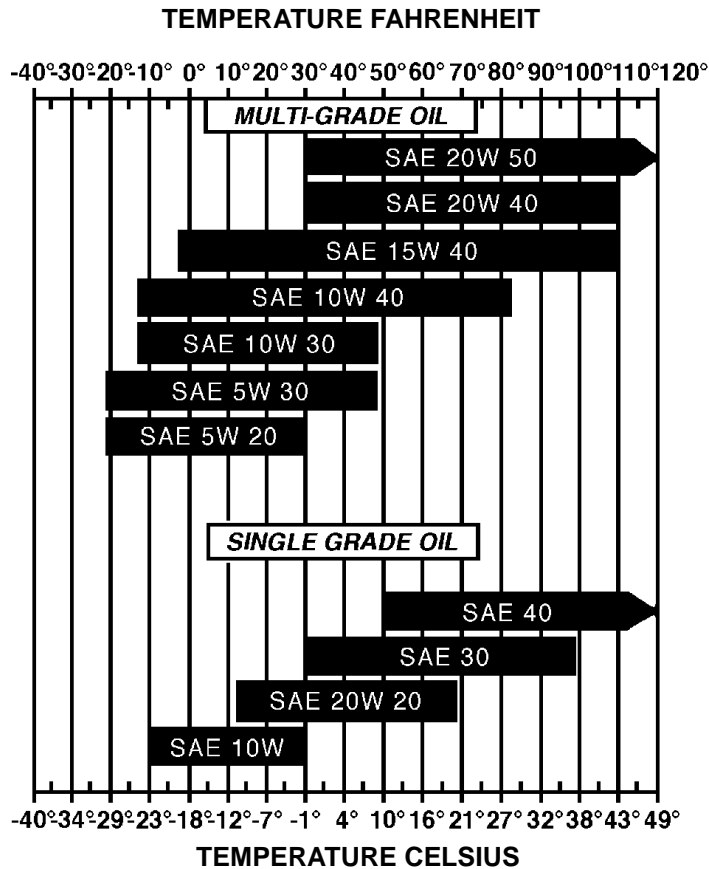 TEMPERATURE FAHRENHEIT
-40° -30° -20° -10° 0° 10° 20° 30° 40° 50° 60° 70° 80° 90° 100° 110° 120°
MULTI-GRADE OIL
SAE 20W 50
SAE 20W 40
SAE 15W 40
SAE 10W 40
SAE 10W 30
SAE 5W 30
SAE 5W 20
SINGLE GRADE OIL
SAE 40
SAE 30
SAE 20W 20
SAE 10W
-40° -34° -29° -23° -18° -12° -7° -1° 4° 10° 16° 21° 27° 32° 38° 43° 49°
TEMPERATURE CELSIUS